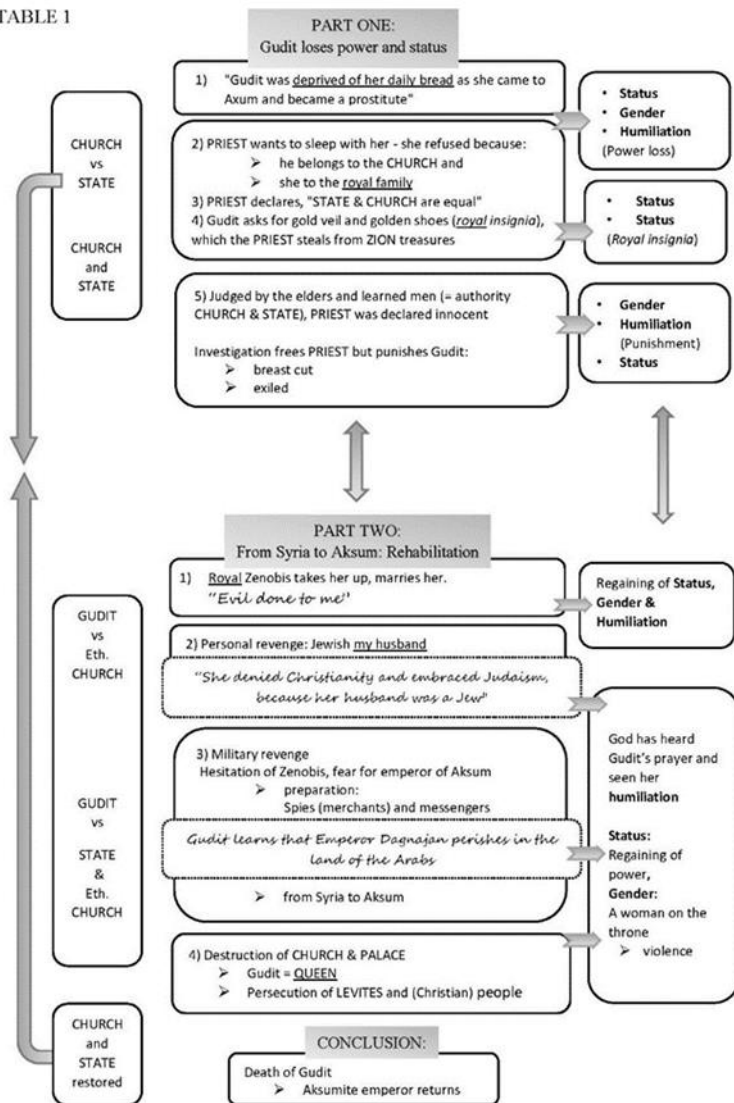 TABLE 1
PART ONE:
Gudit loses power and status
1) "Gudit was deprived of her daily bread as she came to
Axum and became a prostitute"
• Status
• Gender
• Humiliation
(Power loss)
CHURCH
vs
STATE
CHURCH
and
STATE
2) PRIEST wants to sleep with her - she refused because:
➢ he belongs to the CHURCH and
➢ she to the royal family
3) PRIEST declares, "STATE & CHURCH are equal"
4) Gudit asks for gold veil and golden shoes (royal insignia),
which the PRIEST steals from ZION treasures
• Status
• Status
(Royal insignia)
5) Judged by the elders and learned men (= authority
CHURCH & STATE), PRIEST was declared innocent
Investigation frees PRIEST but punishes Gudit:
➢ breast cut
➢ exiled
• Gender
• Humiliation
(Punishment)
• Status
PART TWO:
From Syria to Aksum: Rehabilitation
1) Royal Zenobis takes her up, marries her.
"Evil done to me"
Regaining of Status,
Gender &
Humiliation
GUDIT
vs
Eth.
CHURCH
GUDIT
vs
STATE
&
Eth.
CHURCH
2) Personal revenge: Jewish my husband
"She denied Christianity and embraced Judaism,
because her husband was a Jew"
3) Military revenge
Hesitation of Zenobis, fear for emperor of Aksum
➢ preparation:
Spies (merchants) and messengers
Gudit learns that Emperor Dagnajan perishes in the
land of the Arabs
➢ from Syria to Aksum
4) Destruction of CHURCH & PALACE
➢ Gudit = QUEEN
➢ Persecution of LEVITES and (Christian) people
God has heard
Gudit's prayer and
seen her
humiliation
Status:
Regaining of
power,
Gender:
A woman on the
throne
➢ violence
CHURCH
and
STATE
restored
CONCLUSION:
Death of Gudit
➢ Aksumite emperor returns